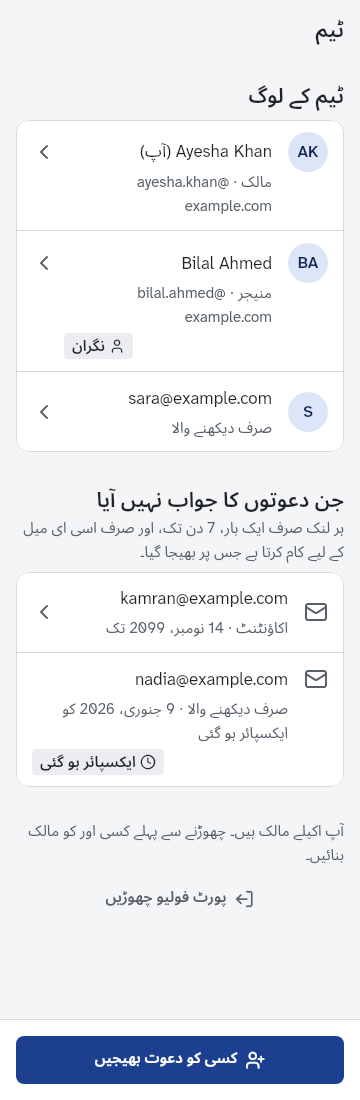 ٹیم
ٹیم کے لوگ
AK
Ayesha Khan (آپ)
مالک · ayesha.khan@
example.com
BA
Bilal Ahmed
منیجر · bilal.ahmed@
example.com
نگران
S
sara@example.com
صرف دیکھنے والا
جن دعوتوں کا جواب نہیں آیا
ہر لنک صرف ایک بار، 7 دن تک، اور صرف اسی ای میل
کے لیے کام کرتا ہے جس پر بھیجا گیا۔
kamran@example.com
اکاؤنٹنٹ · 14 نومبر، 2099 تک
nadia@example.com
صرف دیکھنے والا · 9 جنوری، 2026 کو
ایکسپائر ہو گئی
ایکسپائر ہو گئی
آپ اکیلے مالک ہیں۔ چھوڑنے سے پہلے کسی اور کو مالک
بنائیں۔
پورٹ فولیو چھوڑیں
کسی کو دعوت بھیجیں